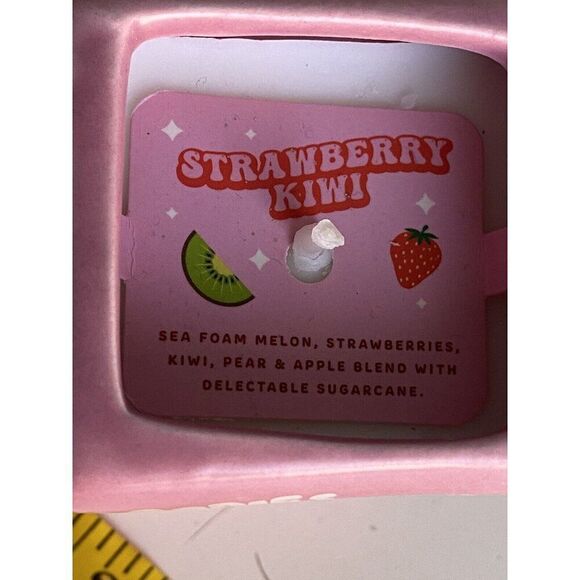 STRAWBERRY
KIWI
SEA FOAM MELON, STRAWBERRIES,
KIWI, PEAR & APPLE BLEND WITH
DELECTABLE SUGARCANE.